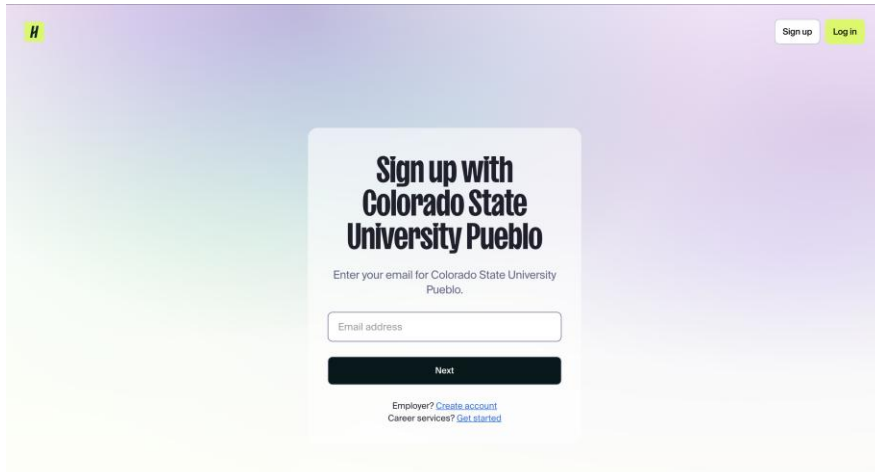 H
Sign up
Log in
Sign up with
Colorado State
University Pueblo
Enter your email for Colorado State University
Pueblo.
Email address
Next
Employer? Create account
Career services? Get started